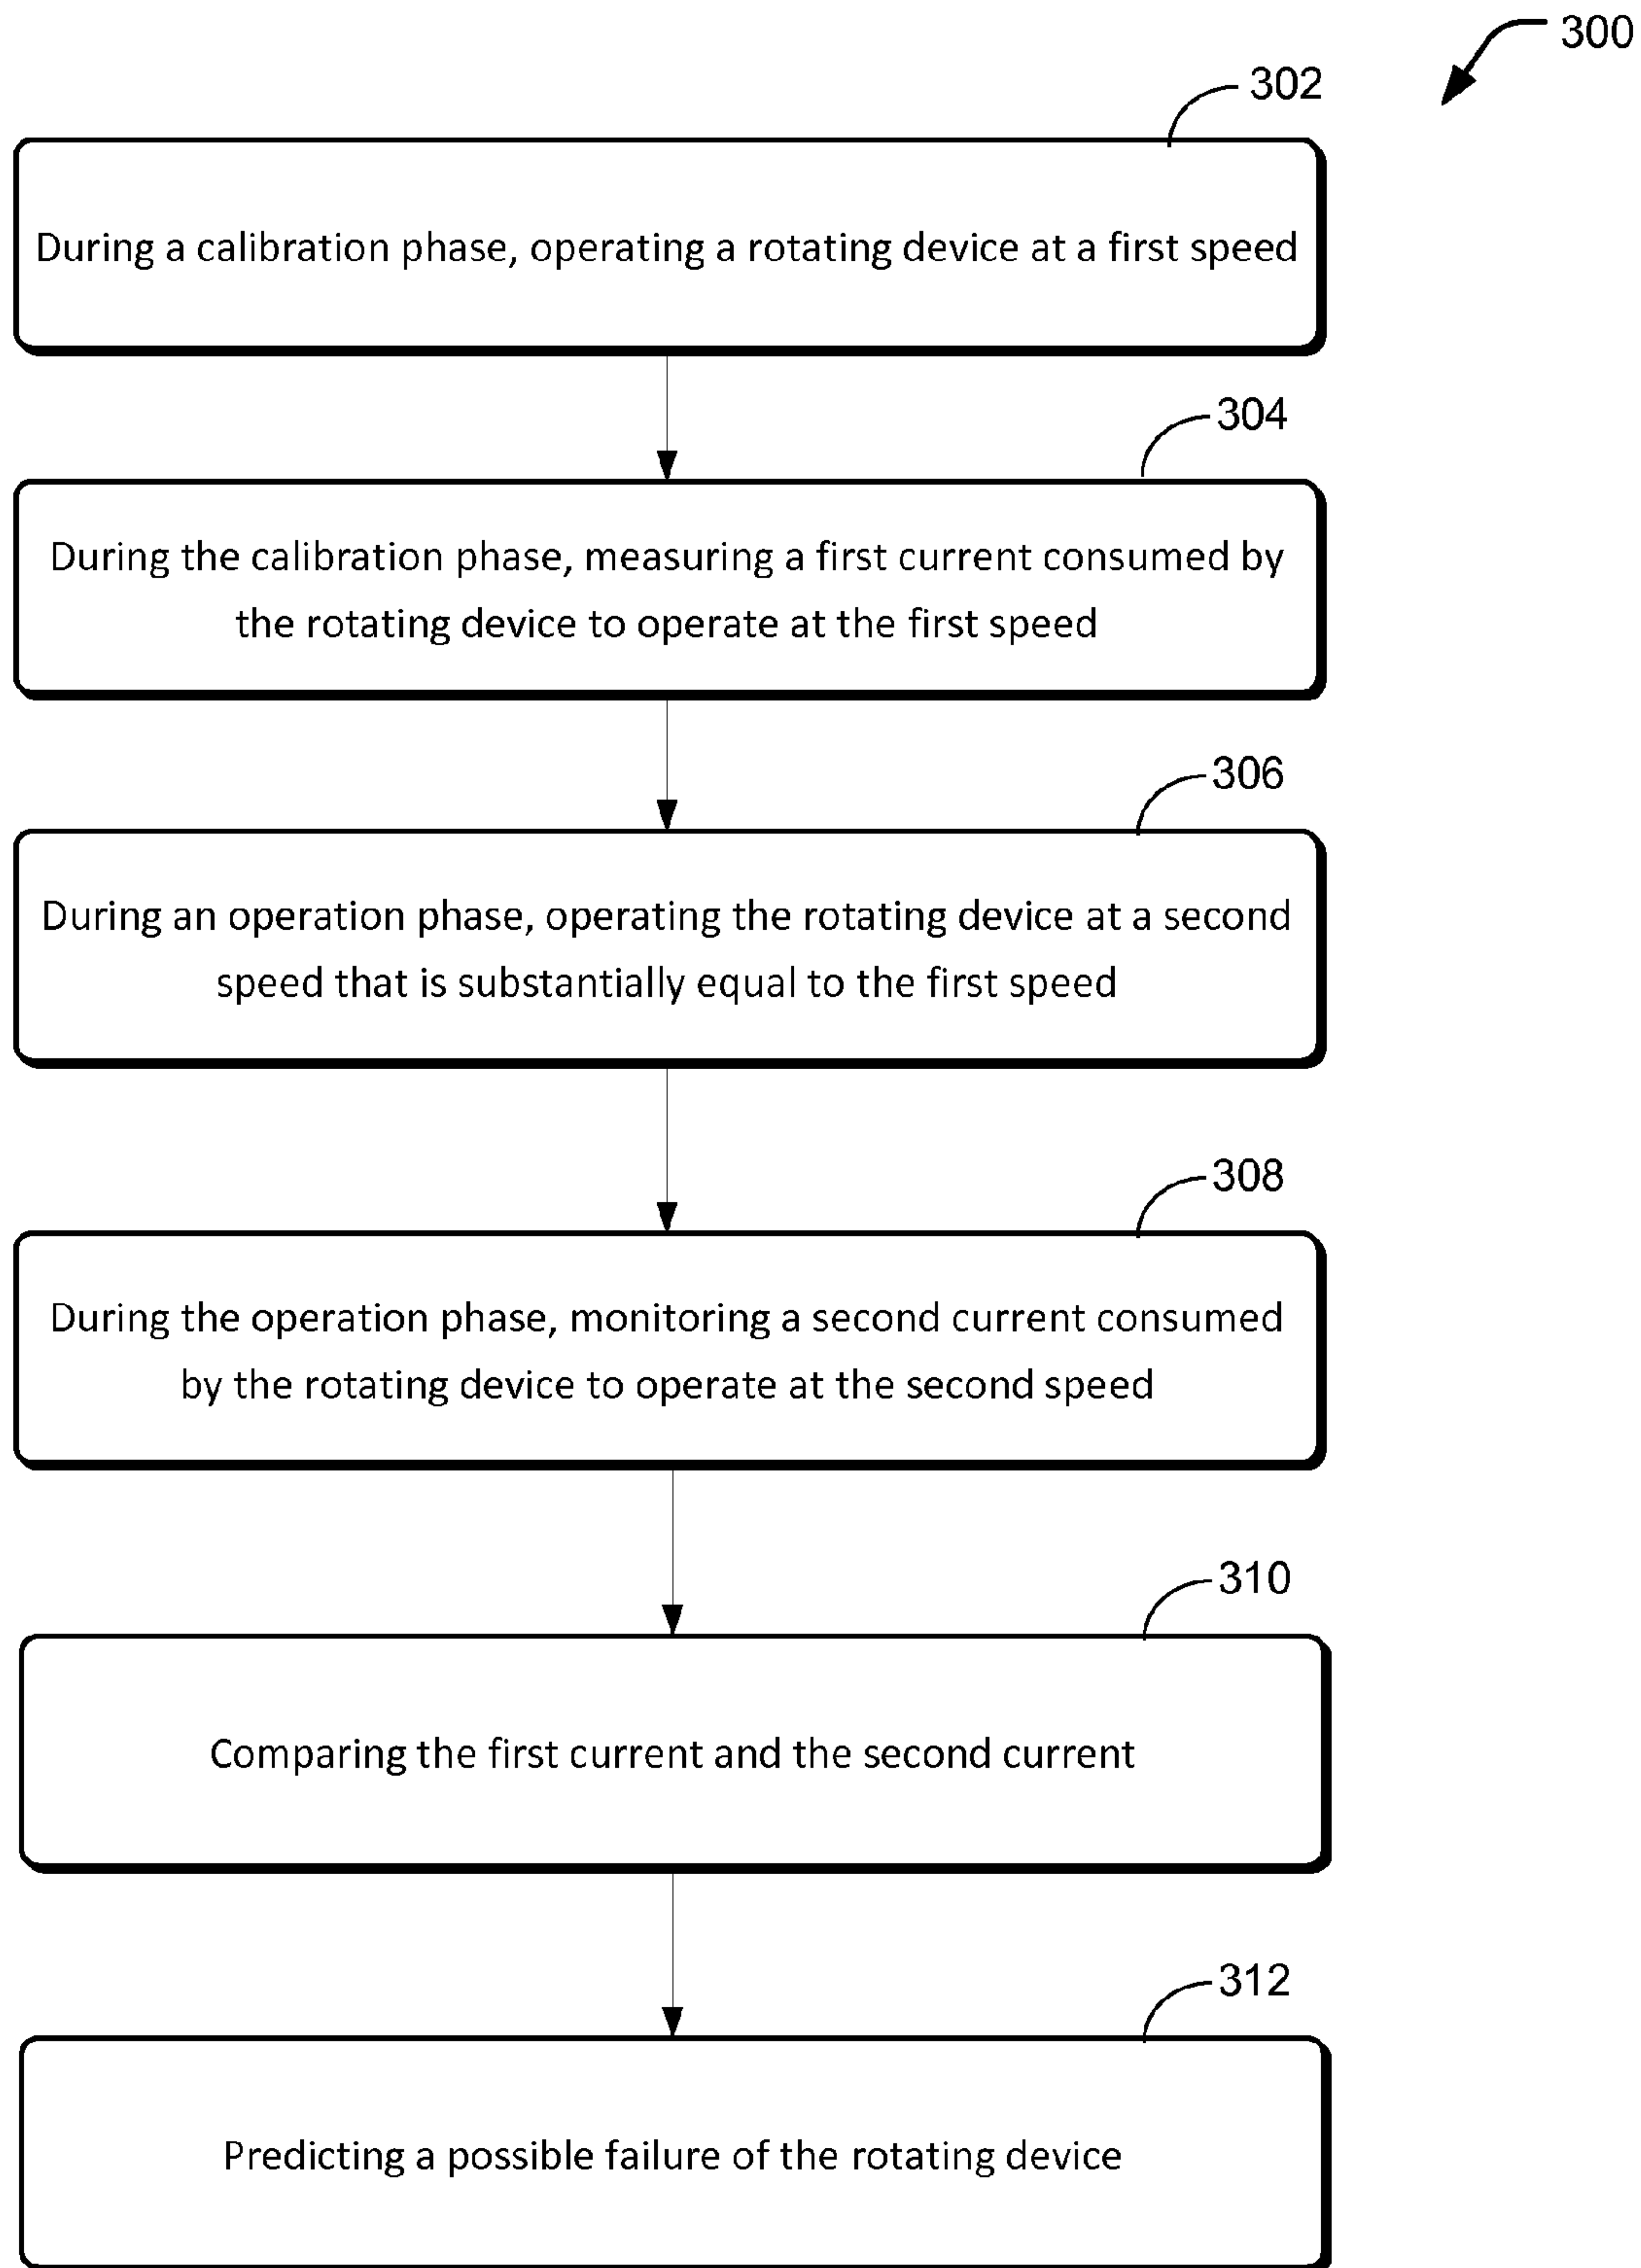 300
302
During a calibration phase, operating a rotating device at a first speed
304
During the calibration phase, measuring a first current consumed by
the rotating device to operate at the first speed
306
During an operation phase, operating the rotating device at a second
speed that is substantially equal to the first speed
308
During the operation phase, monitoring a second current consumed
by the rotating device to operate at the second speed
310
Comparing the first current and the second current
312
Predicting a possible failure of the rotating device